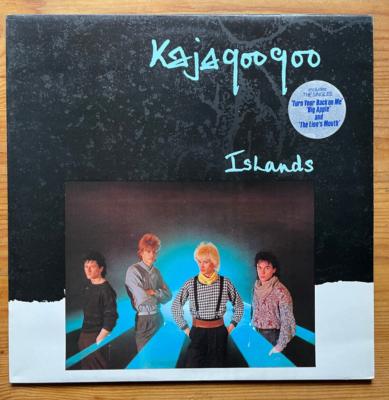 Kajagoogoo
includes
THE SINGLES
'Turn Your Back on Me'
'Big Apple'
and
'The Lion's Mouth'
Islands